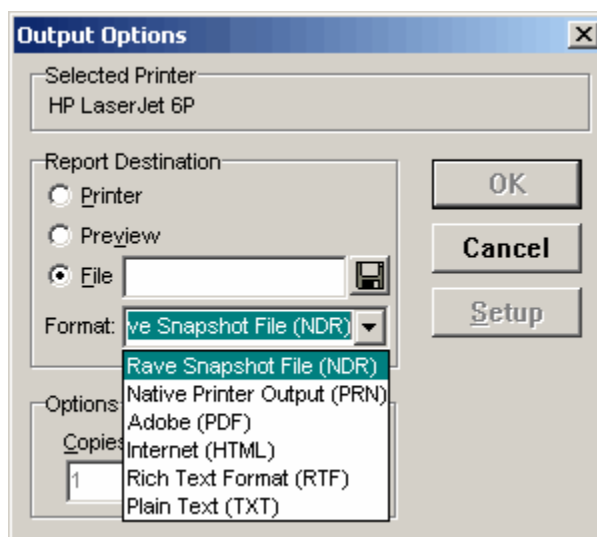 Output Options
Selected Printer
HP LaserJet 6P
Report Destination
Printer
Preview
File
Format: ve Snapshot File (NDR)
Rave Snapshot File (NDR)
Native Printer Output (PRN)
Adobe (PDF)
Internet (HTML)
Rich Text Format (RTF)
Plain Text (TXT)
Options
Copies
1
OK
Cancel
Setup